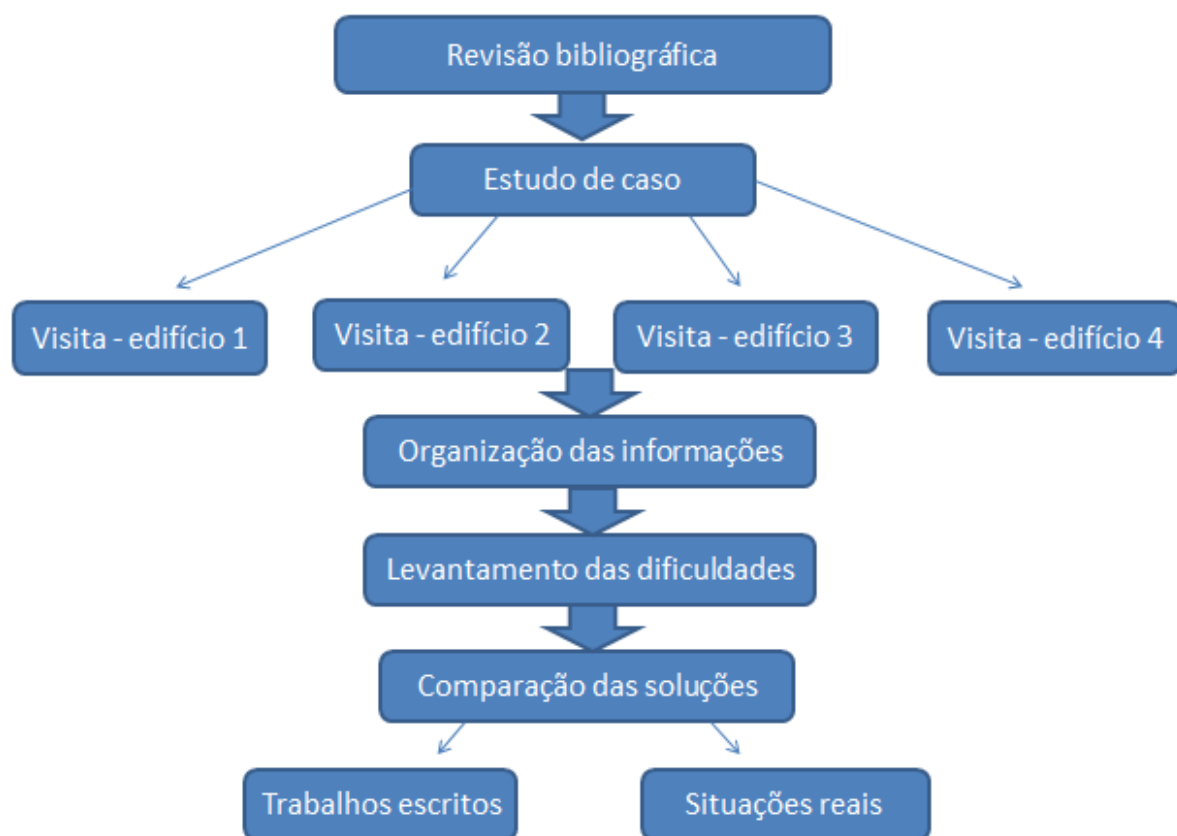 Revisão bibliográfica
Estudo de caso
Visita - edifício 1
Visita - edifício 2
Visita - edifício 3
Visita - edifício 4
Organização das informações
Levantamento das dificuldades
Comparação das soluções
Trabalhos escritos
Situações reais